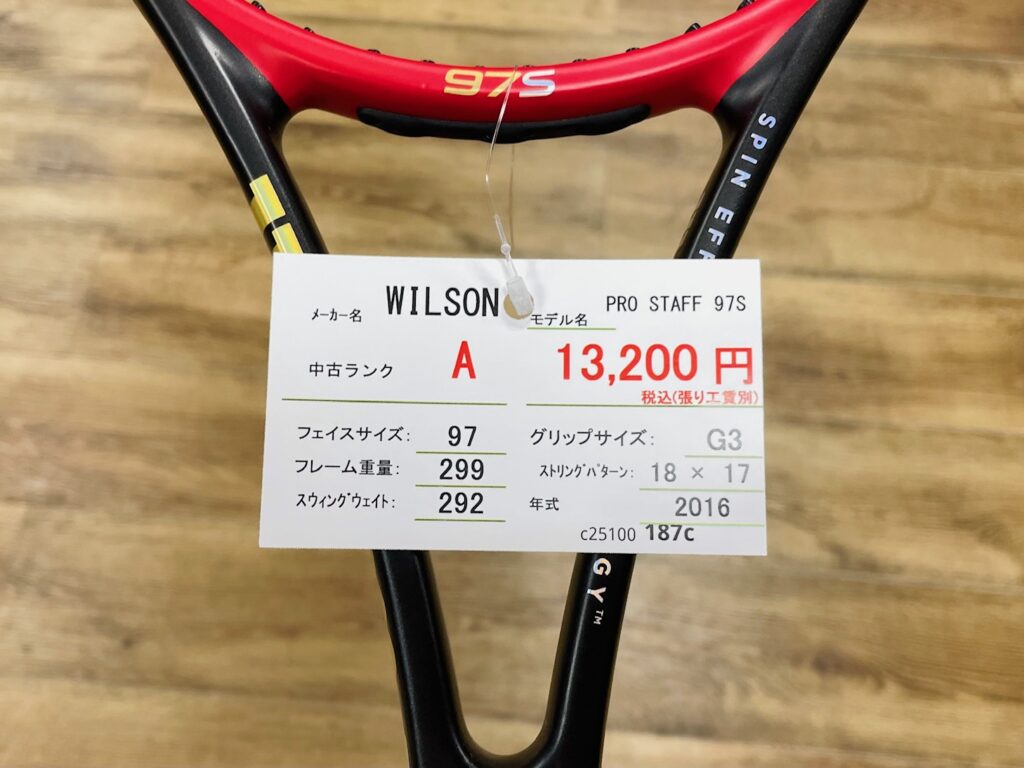 97S
SPIN EFF
メーカー名 WILSON
モデル名 PRO STAFF 97S
中古ランク A
13,200 円
税込(張り工賃別)
フェイスサイズ: 97
グリップサイズ: G3
フレーム重量: 299
ストリングパターン: 18 × 17
スウィングウェイト: 292
年式 2016
c25100 187c
GY™